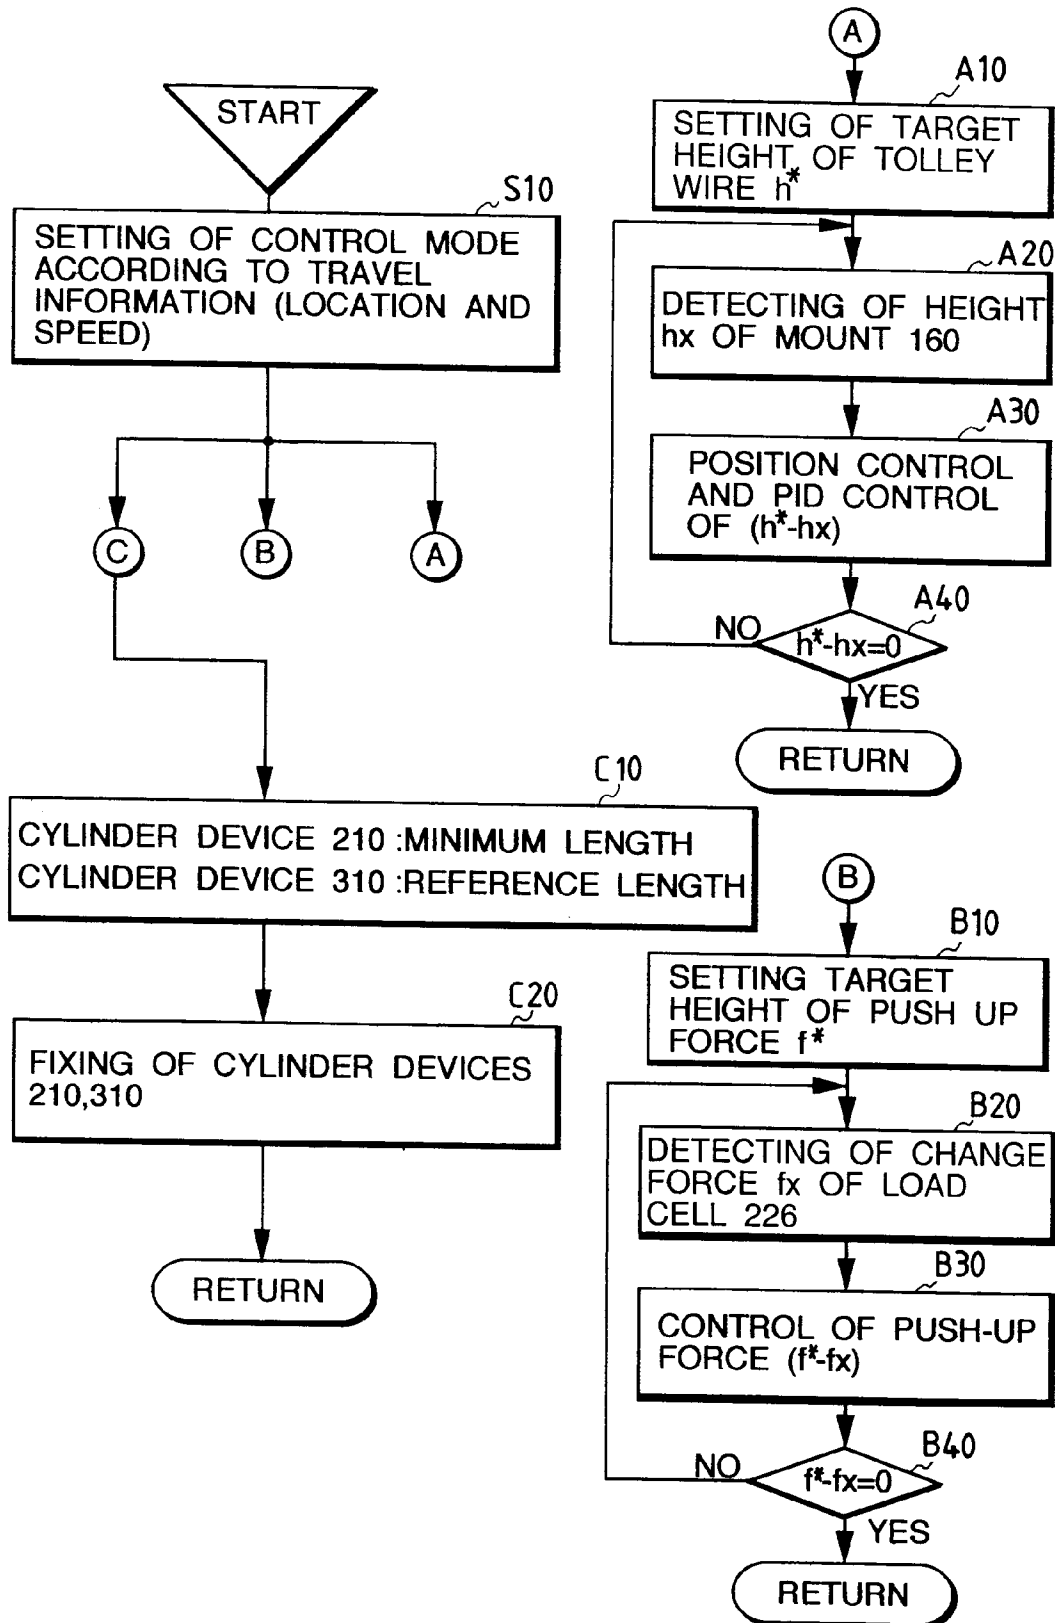 START
S10
SETTING OF CONTROL MODE
ACCORDING TO TRAVEL
INFORMATION (LOCATION AND
SPEED)
C
B
A
C10
CYLINDER DEVICE 210 :MINIMUM LENGTH
CYLINDER DEVICE 310 :REFERENCE LENGTH
C20
FIXING OF CYLINDER DEVICES
210,310
RETURN
A
A10
SETTING OF TARGET
HEIGHT OF TOLLEY
WIRE h*
A20
DETECTING OF HEIGHT
hx OF MOUNT 160
A30
POSITION CONTROL
AND PID CONTROL
OF (h*-hx)
A40
NO
h*-hx=0
YES
RETURN
B
B10
SETTING TARGET
HEIGHT OF PUSH UP
FORCE f*
B20
DETECTING OF CHANGE
FORCE fx OF LOAD
CELL 226
B30
CONTROL OF PUSH-UP
FORCE (f*-fx)
B40
NO
f*-fx=0
YES
RETURN